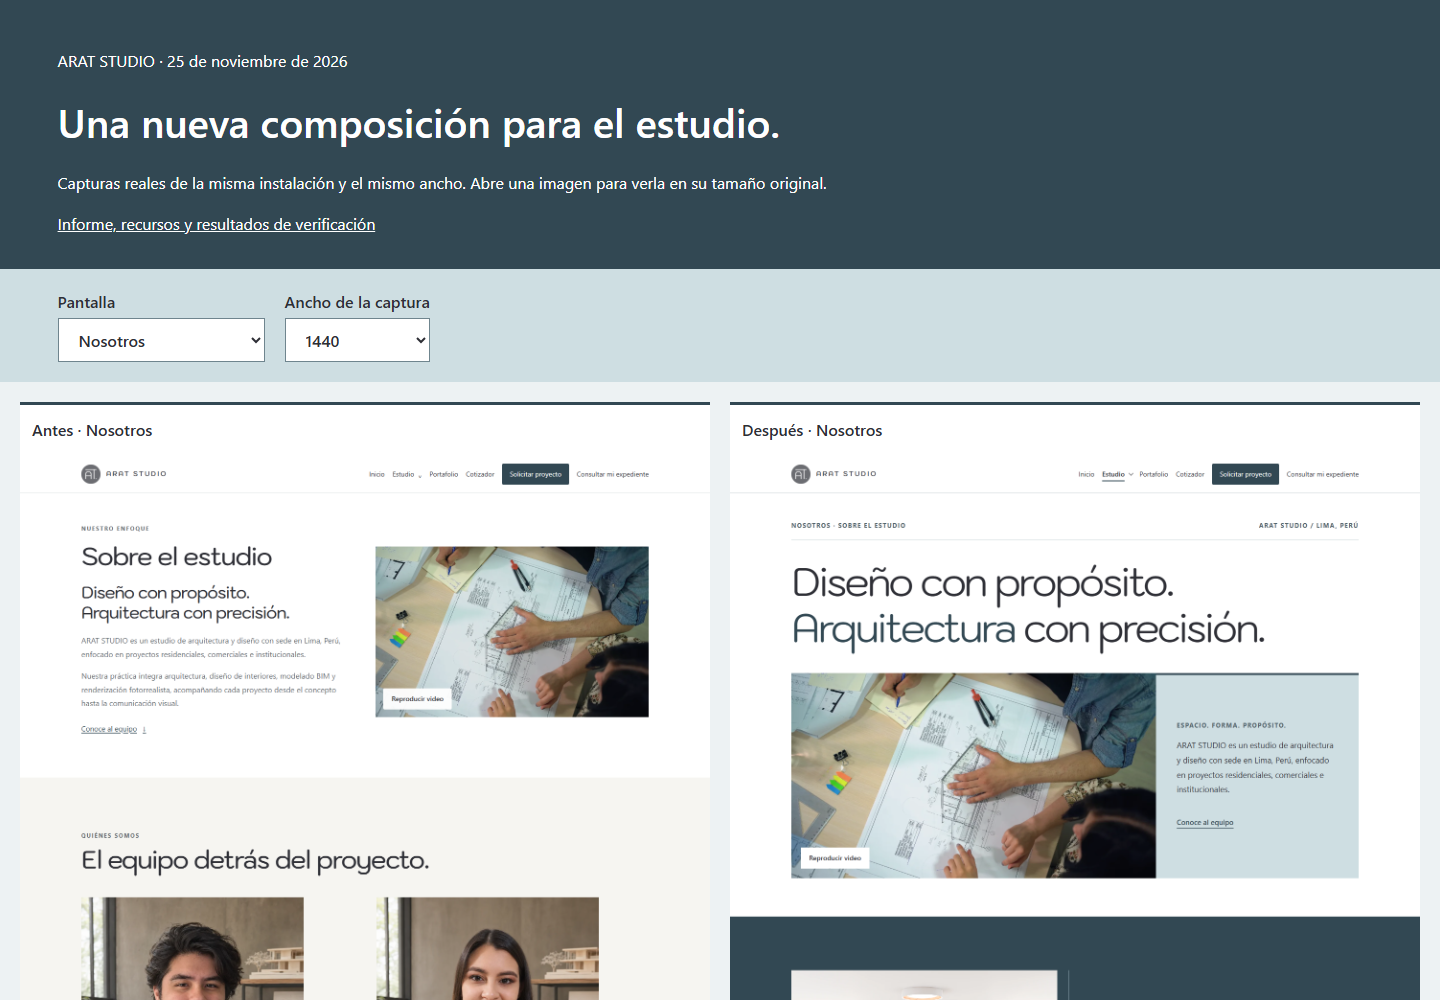 ARAT STUDIO · 25 de noviembre de 2026
Una nueva composición para el estudio.
Capturas reales de la misma instalación y el mismo ancho. Abre una imagen para verla en su tamaño original.
Informe, recursos y resultados de verificación
Pantalla
Nosotros
Ancho de la captura
1440
Antes · Nosotros
AT ARAT STUDIO
Inicio Estudio Portafolio Cotizador Solicitar proyecto Consultar mi expediente
NUESTRO ENFOQUE
Sobre el estudio
Diseño con propósito.
Arquitectura con precisión.
ARAT STUDIO es un estudio de arquitectura y diseño con sede en Lima, Perú,
enfocado en proyectos residenciales, comerciales e institucionales.
Nuestra práctica integra arquitectura, diseño de interiores, modelado BIM y
renderización fotorrealista, acompañando cada proyecto desde el concepto
hasta la comunicación visual.
Conoce al equipo ↓
Reproducir video
QUIÉNES SOMOS
El equipo detrás del proyecto.
Después · Nosotros
AT ARAT STUDIO
Inicio Estudio Portafolio Cotizador Solicitar proyecto Consultar mi expediente
NOSOTROS · SOBRE EL ESTUDIO
ARAT STUDIO / LIMA, PERÚ
Diseño con propósito.
Arquitectura con precisión.
Reproducir video
ESPACIO. FORMA. PROPÓSITO.
ARAT STUDIO es un estudio de arquitectura
y diseño con sede en Lima, Perú, enfocado
en proyectos residenciales, comerciales e
institucionales.
Conoce al equipo